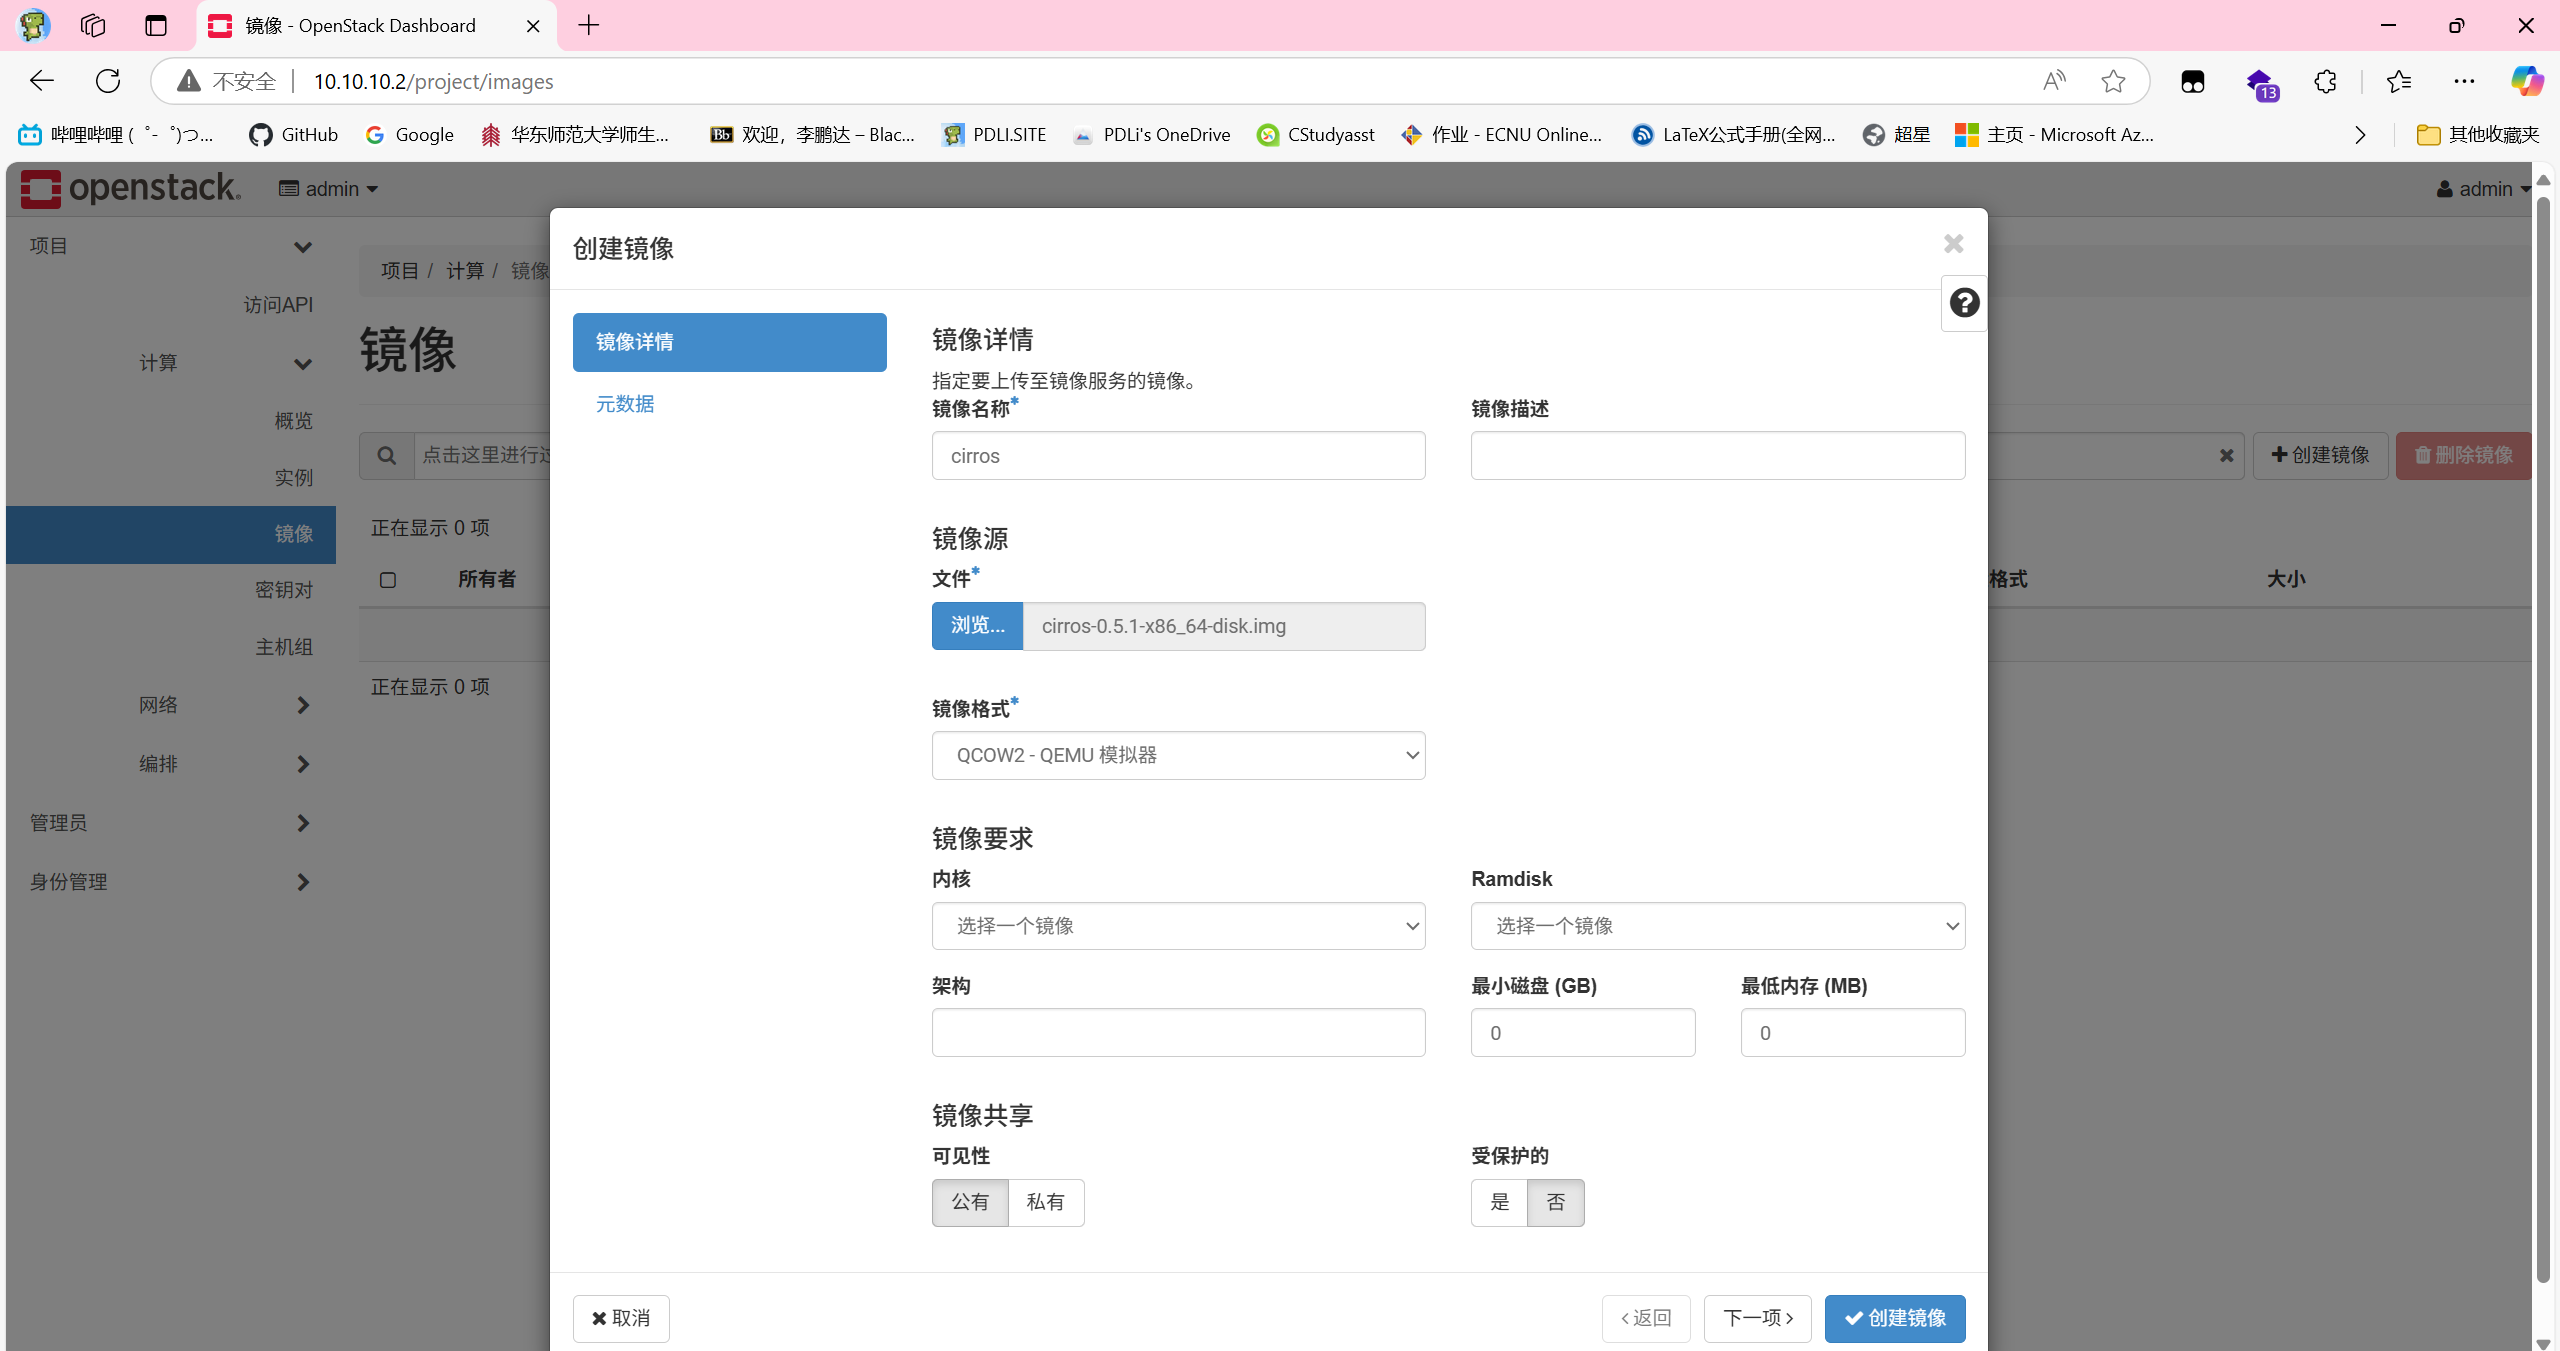 镜像 - OpenStack Dashboard
不安全 10.10.10.2/project/images
13
哔哩哔哩 ( ゜- ゜)つ... GitHub Google 华东师范大学师生... Bb 欢迎，李鹏达 – Blac... PDLI.SITE PDLi's OneDrive CStudyasst 作业 - ECNU Online... LaTeX公式手册(全网... 超星 主页 - Microsoft Az... 其他收藏夹
openstack. admin admin
项目
访问API
计算
概览
实例
镜像
密钥对
主机组
网络
编排
管理员
身份管理
项目 / 计算 / 镜像
镜像
点击这里进行过
创建镜像
删除镜像
正在显示 0 项
所有者
格式
大小
正在显示 0 项
创建镜像
镜像详情
元数据
镜像详情
指定要上传至镜像服务的镜像。
镜像名称*
镜像描述
cirros
镜像源
文件*
浏览... cirros-0.5.1-x86_64-disk.img
镜像格式*
QCOW2 - QEMU 模拟器
镜像要求
内核
Ramdisk
选择一个镜像
选择一个镜像
架构
最小磁盘 (GB)
最低内存 (MB)
0
0
镜像共享
可见性
受保护的
公有 私有
是 否
取消
返回
下一项
创建镜像